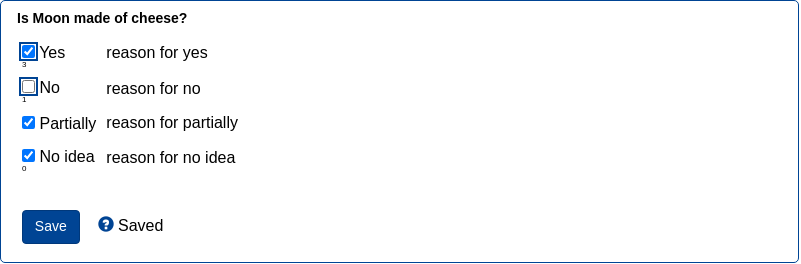 Is Moon made of cheese?
Yes reason for yes
3
No reason for no
1
Partially reason for partially
No idea reason for no idea
0
Save ? Saved